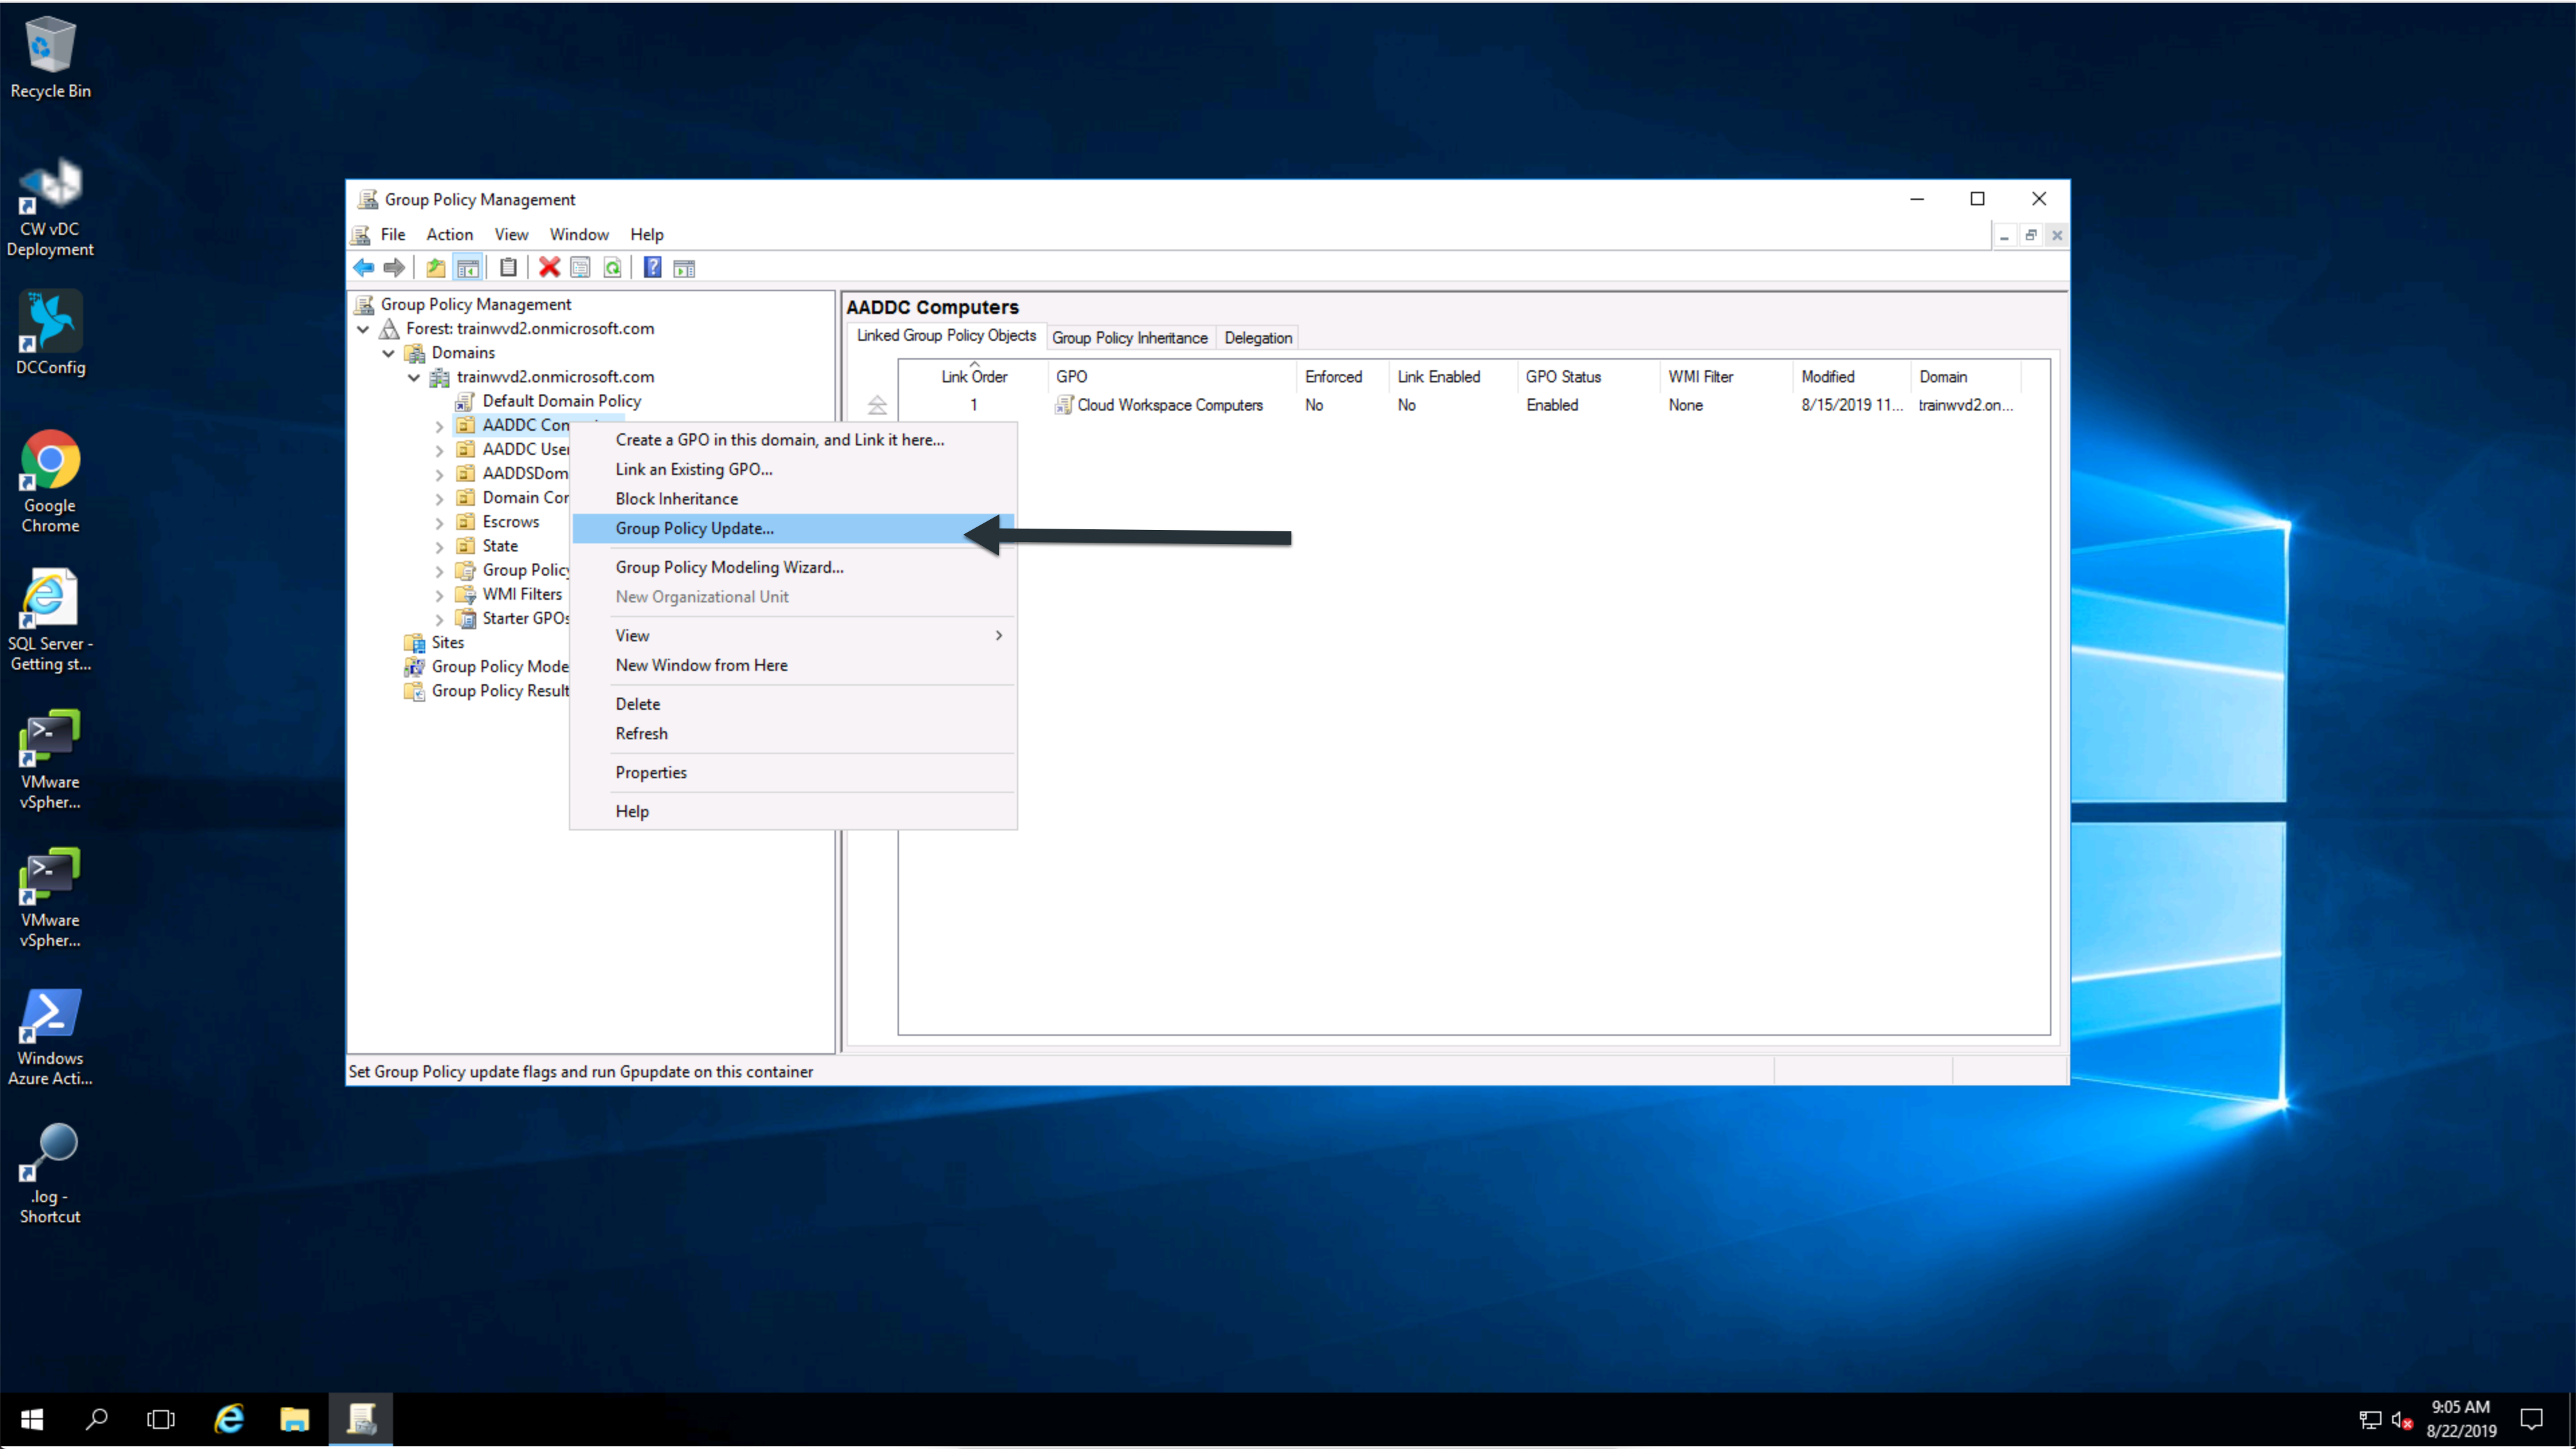 Recycle Bin
CW vDC
Deployment
DCConfig
Google
Chrome
SQL Server -
Getting st...
VMware
vSpher...
VMware
vSpher...
Windows
Azure Acti...
.log -
Shortcut
Group Policy Management
File Action View Window Help
Group Policy Management
Forest: trainwvd2.onmicrosoft.com
Domains
trainwvd2.onmicrosoft.com
Default Domain Policy
AADDC Com
AADDC User
AADDSDom
Domain Con
Escrows
State
Group Policy
WMI Filters
Starter GPOs
Sites
Group Policy Mode
Group Policy Result
Create a GPO in this domain, and Link it here...
Link an Existing GPO...
Block Inheritance
Group Policy Update...
Group Policy Modeling Wizard...
New Organizational Unit
View
New Window from Here
Delete
Refresh
Properties
Help
AADDC Computers
Linked Group Policy Objects Group Policy Inheritance Delegation
Link Order GPO Enforced Link Enabled GPO Status WMI Filter Modified Domain
1 Cloud Workspace Computers No No Enabled None 8/15/2019 11... trainwvd2.on...
Set Group Policy update flags and run Gpupdate on this container
9:05 AM
8/22/2019